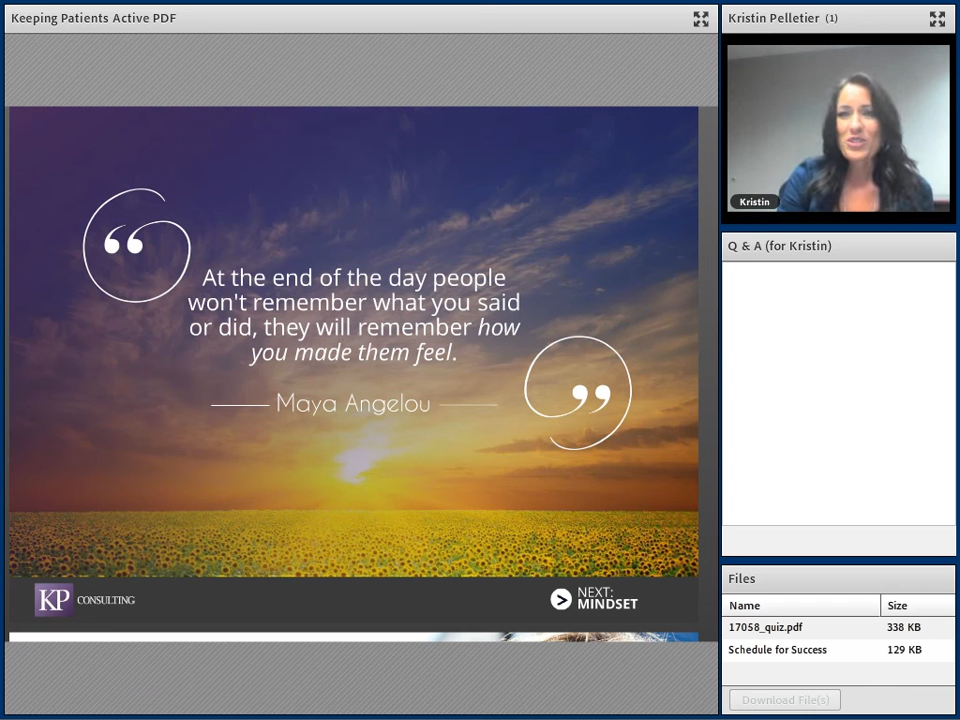 Keeping Patients Active PDF
“
At the end of the day people
won't remember what you said
or did, they will remember how
you made them feel.
”
Maya Angelou
KP CONSULTING
NEXT:
MINDSET
Kristin Pelletier (1)
Kristin
Q & A (for Kristin)
Files
Name Size
17058_quiz.pdf 338 KB
Schedule for Success 129 KB
Download File(s)